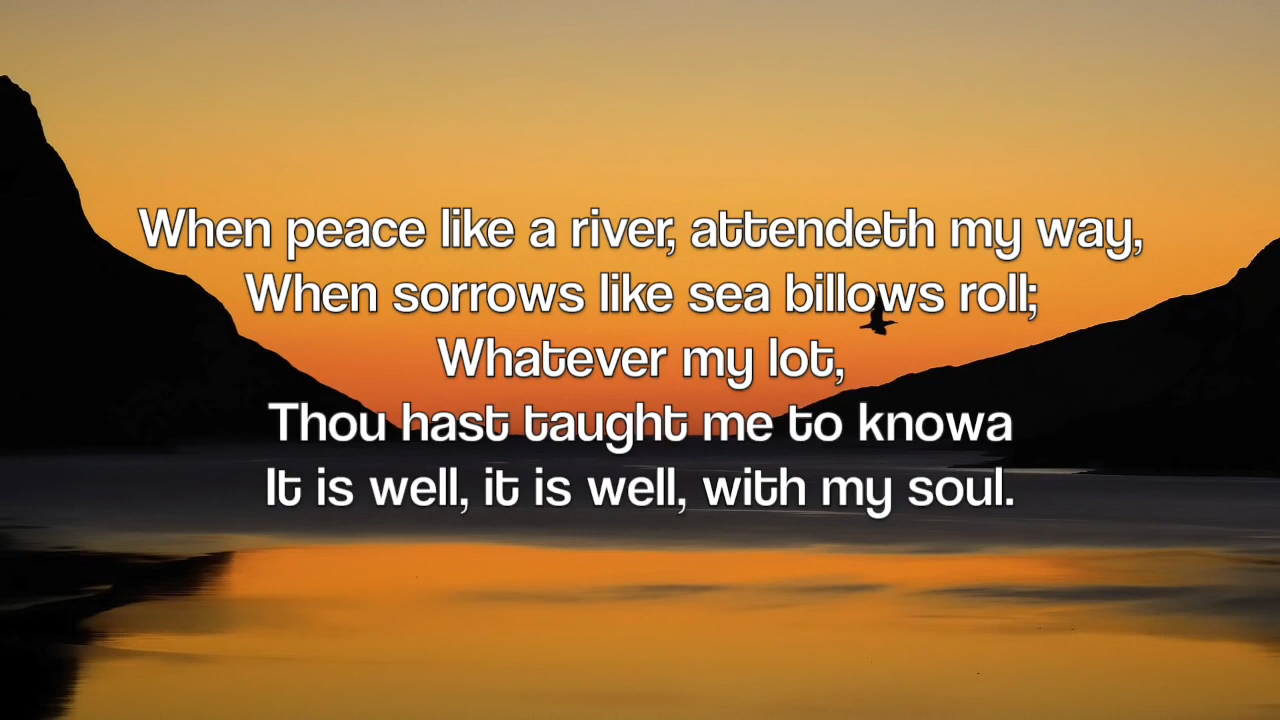 When peace like a river, attendeth my way,
When sorrows like sea billows roll;
Whatever my lot,
Thou hast taught me to knowa
It is well, it is well, with my soul.